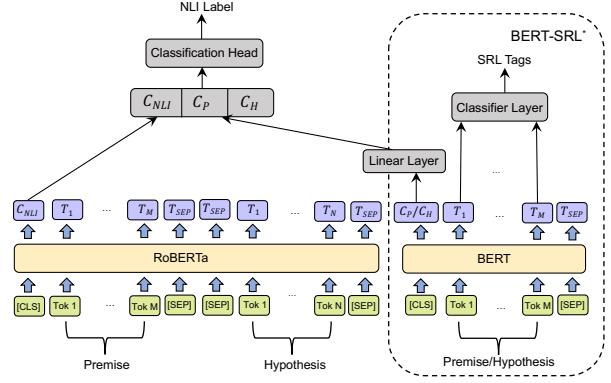 NLI Label
BERT-SRL*
Classification Head
SRL Tags
C_NLI C_P C_H
Classifier Layer
Linear Layer
...
C_NLI T_1 ... T_M T_SEP T_SEP T_1 ... T_N T_SEP
C_P/C_H T_1 ... T_M T_SEP
RoBERTa
BERT
[CLS] Tok 1 ... Tok M [SEP] [SEP] Tok 1 ... Tok N [SEP]
[CLS] Tok 1 ... Tok M [SEP]
Premise
Hypothesis
Premise/Hypothesis